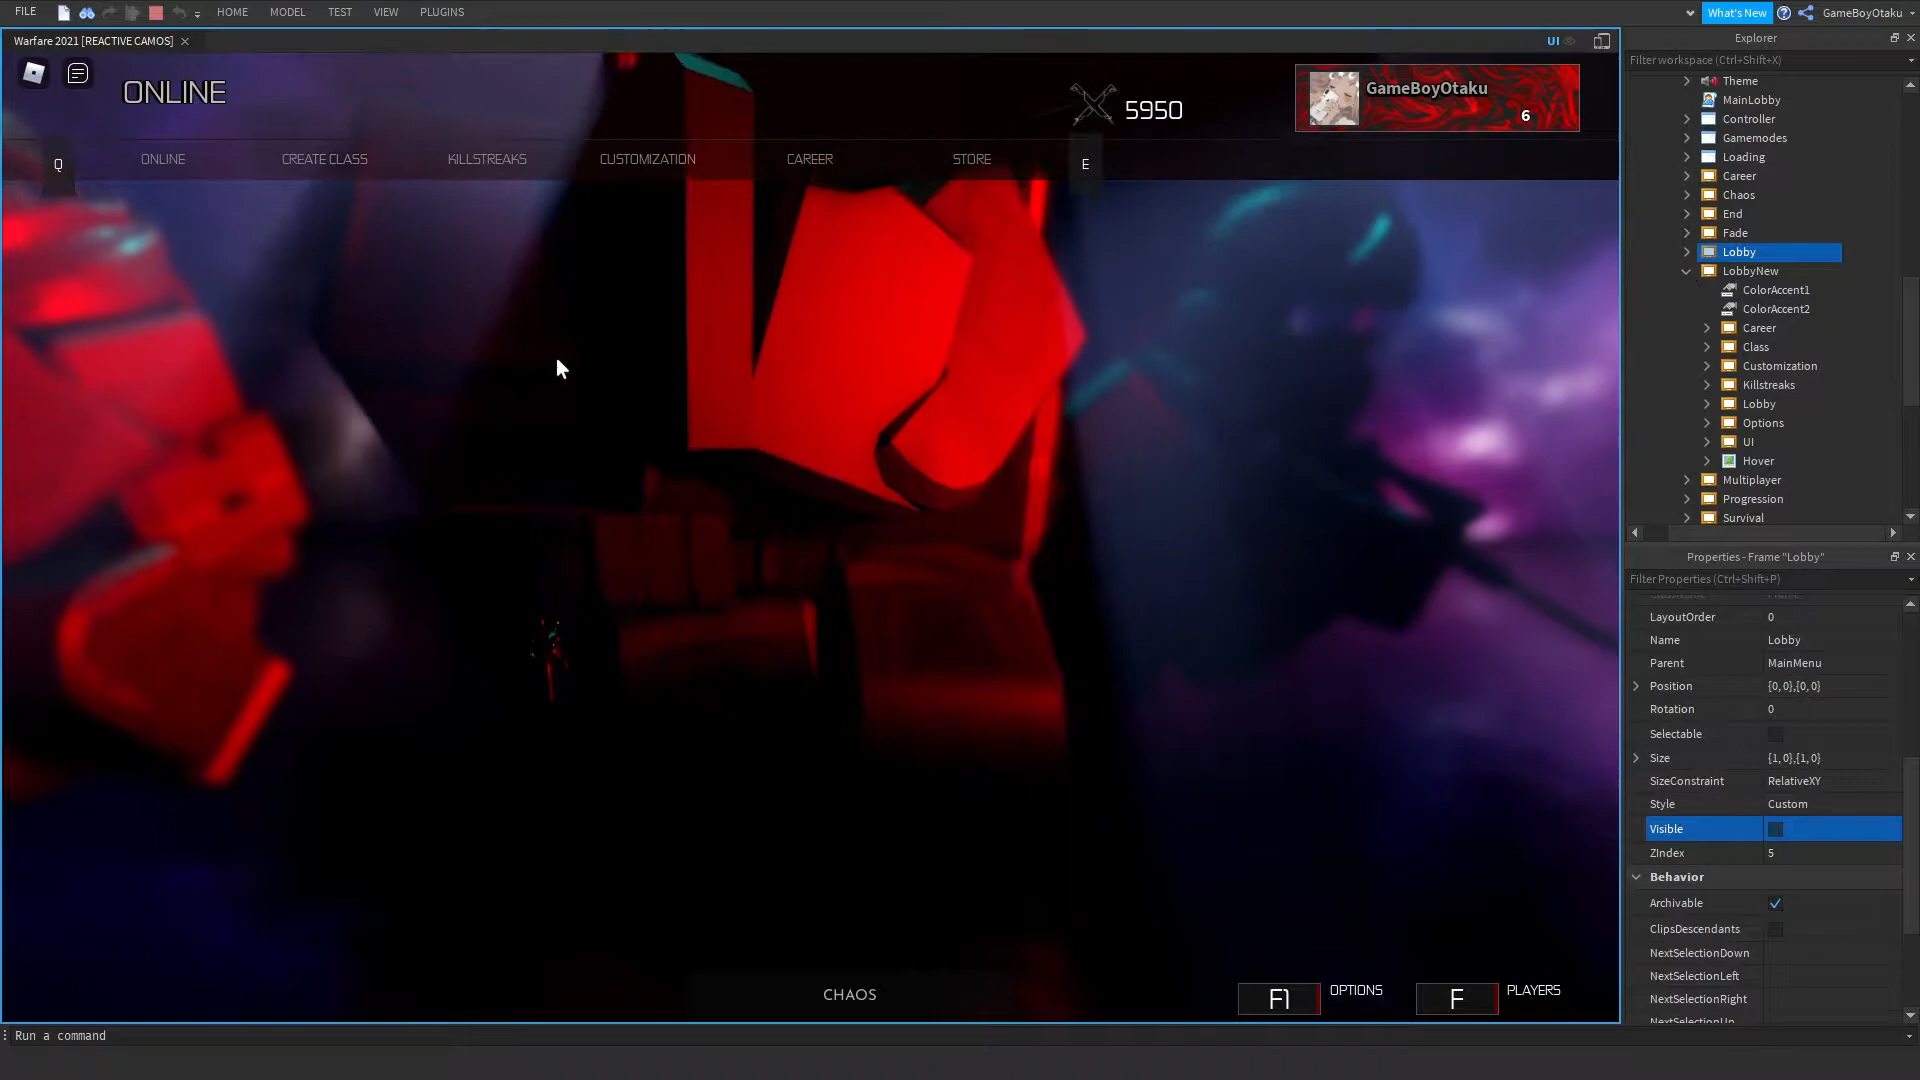 FILE HOME MODEL TEST VIEW PLUGINS What's New GameBoyOtaku
Warfare 2021 [REACTIVE CAMOS] UI
Explorer
Filter workspace (Ctrl+Shift+X)
ONLINE
5950
GameBoyOtaku
6
Q ONLINE CREATE CLASS KILLSTREAKS CUSTOMIZATION CAREER STORE E
CHAOS
F1 OPTIONS F PLAYERS
Theme
MainLobby
Controller
Gamemodes
Loading
Career
Chaos
End
Fade
Lobby
LobbyNew
ColorAccent1
ColorAccent2
Career
Class
Customization
Killstreaks
Lobby
Options
UI
Hover
Multiplayer
Progression
Survival
Properties - Frame "Lobby"
Filter Properties (Ctrl+Shift+P)
LayoutOrder 0
Name Lobby
Parent MainMenu
Position {0, 0},{0, 0}
Rotation 0
Selectable
Size {1, 0},{1, 0}
SizeConstraint RelativeXY
Style Custom
Visible
ZIndex 5
Behavior
Archivable
ClipsDescendants
NextSelectionDown
NextSelectionLeft
NextSelectionRight
NextSelectionUp
Run a command